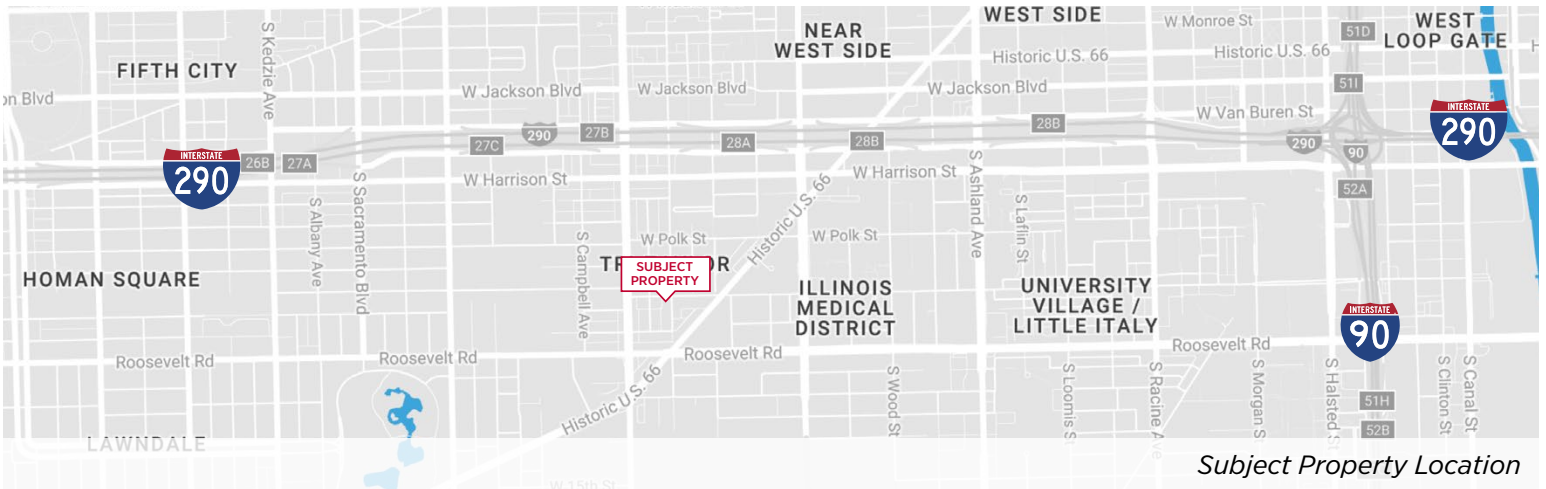 WEST SIDE
W Monroe St
51D
WEST
LOOP GATE
NEAR
WEST SIDE
Historic U.S. 66
Historic U.S. 66
FIFTH CITY
S Kedzie Ave
on Blvd
W Jackson Blvd
W Jackson Blvd
W Jackson Blvd
51I
W Van Buren St
INTERSTATE
290
INTERSTATE
290
26B
27A
27C
290
27B
28A
28B
28B
290
90
W Harrison St
W Harrison St
52A
S Albany Ave
S Sacramento Blvd
S Campbell Ave
W Polk St
Historic U.S. 66
W Polk St
S Ashland Ave
S Laflin St
HOMAN SQUARE
TR
OR
SUBJECT
PROPERTY
ILLINOIS
MEDICAL
DISTRICT
UNIVERSITY
VILLAGE /
LITTLE ITALY
INTERSTATE
90
Roosevelt Rd
Roosevelt Rd
Roosevelt Rd
Roosevelt Rd
Historic U.S. 66
S Wood St
S Loomis St
S Racine Ave
S Morgan St
S Halsted St
51H
52B
S Clinton St
S Canal St
LAWNDALE
W 15th St
Subject Property Location